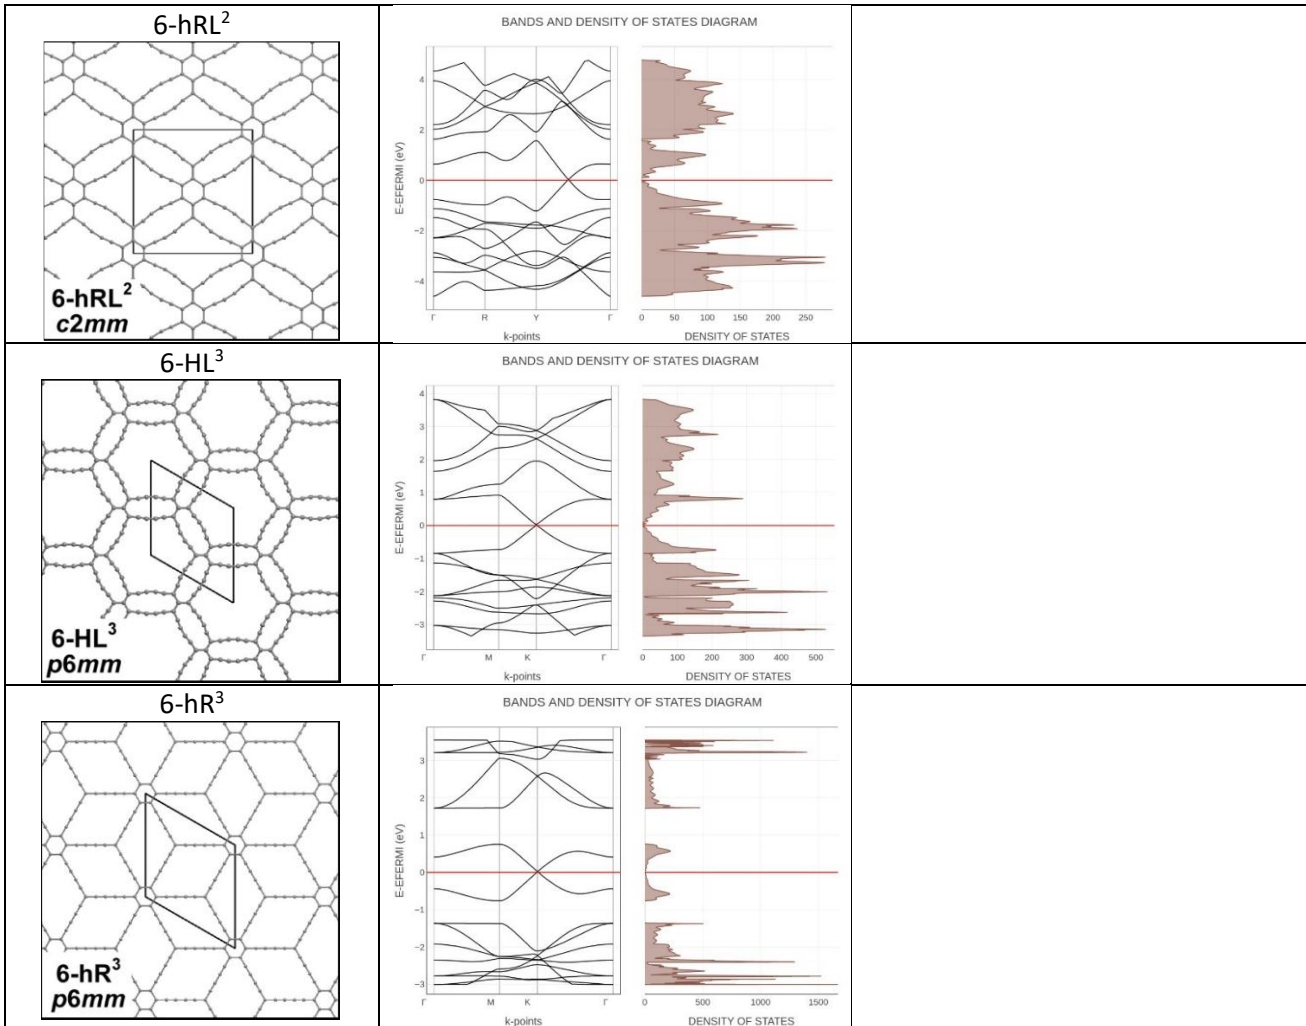 6-hRL²
6-hRL²
c2mm
BANDS AND DENSITY OF STATES DIAGRAM
E-EFERMI (eV)
4
2
0
−2
−4
Γ R Y Γ
k-points
0 50 100 150 200 250
DENSITY OF STATES
6-HL³
6-HL³
p6mm
BANDS AND DENSITY OF STATES DIAGRAM
E-EFERMI (eV)
4
3
2
1
0
−1
−2
−3
Γ M K Γ
k-points
0 100 200 300 400 500
DENSITY OF STATES
6-hR³
6-hR³
p6mm
BANDS AND DENSITY OF STATES DIAGRAM
E-EFERMI (eV)
3
2
1
0
−1
−2
−3
Γ M K Γ
k-points
0 500 1000 1500
DENSITY OF STATES